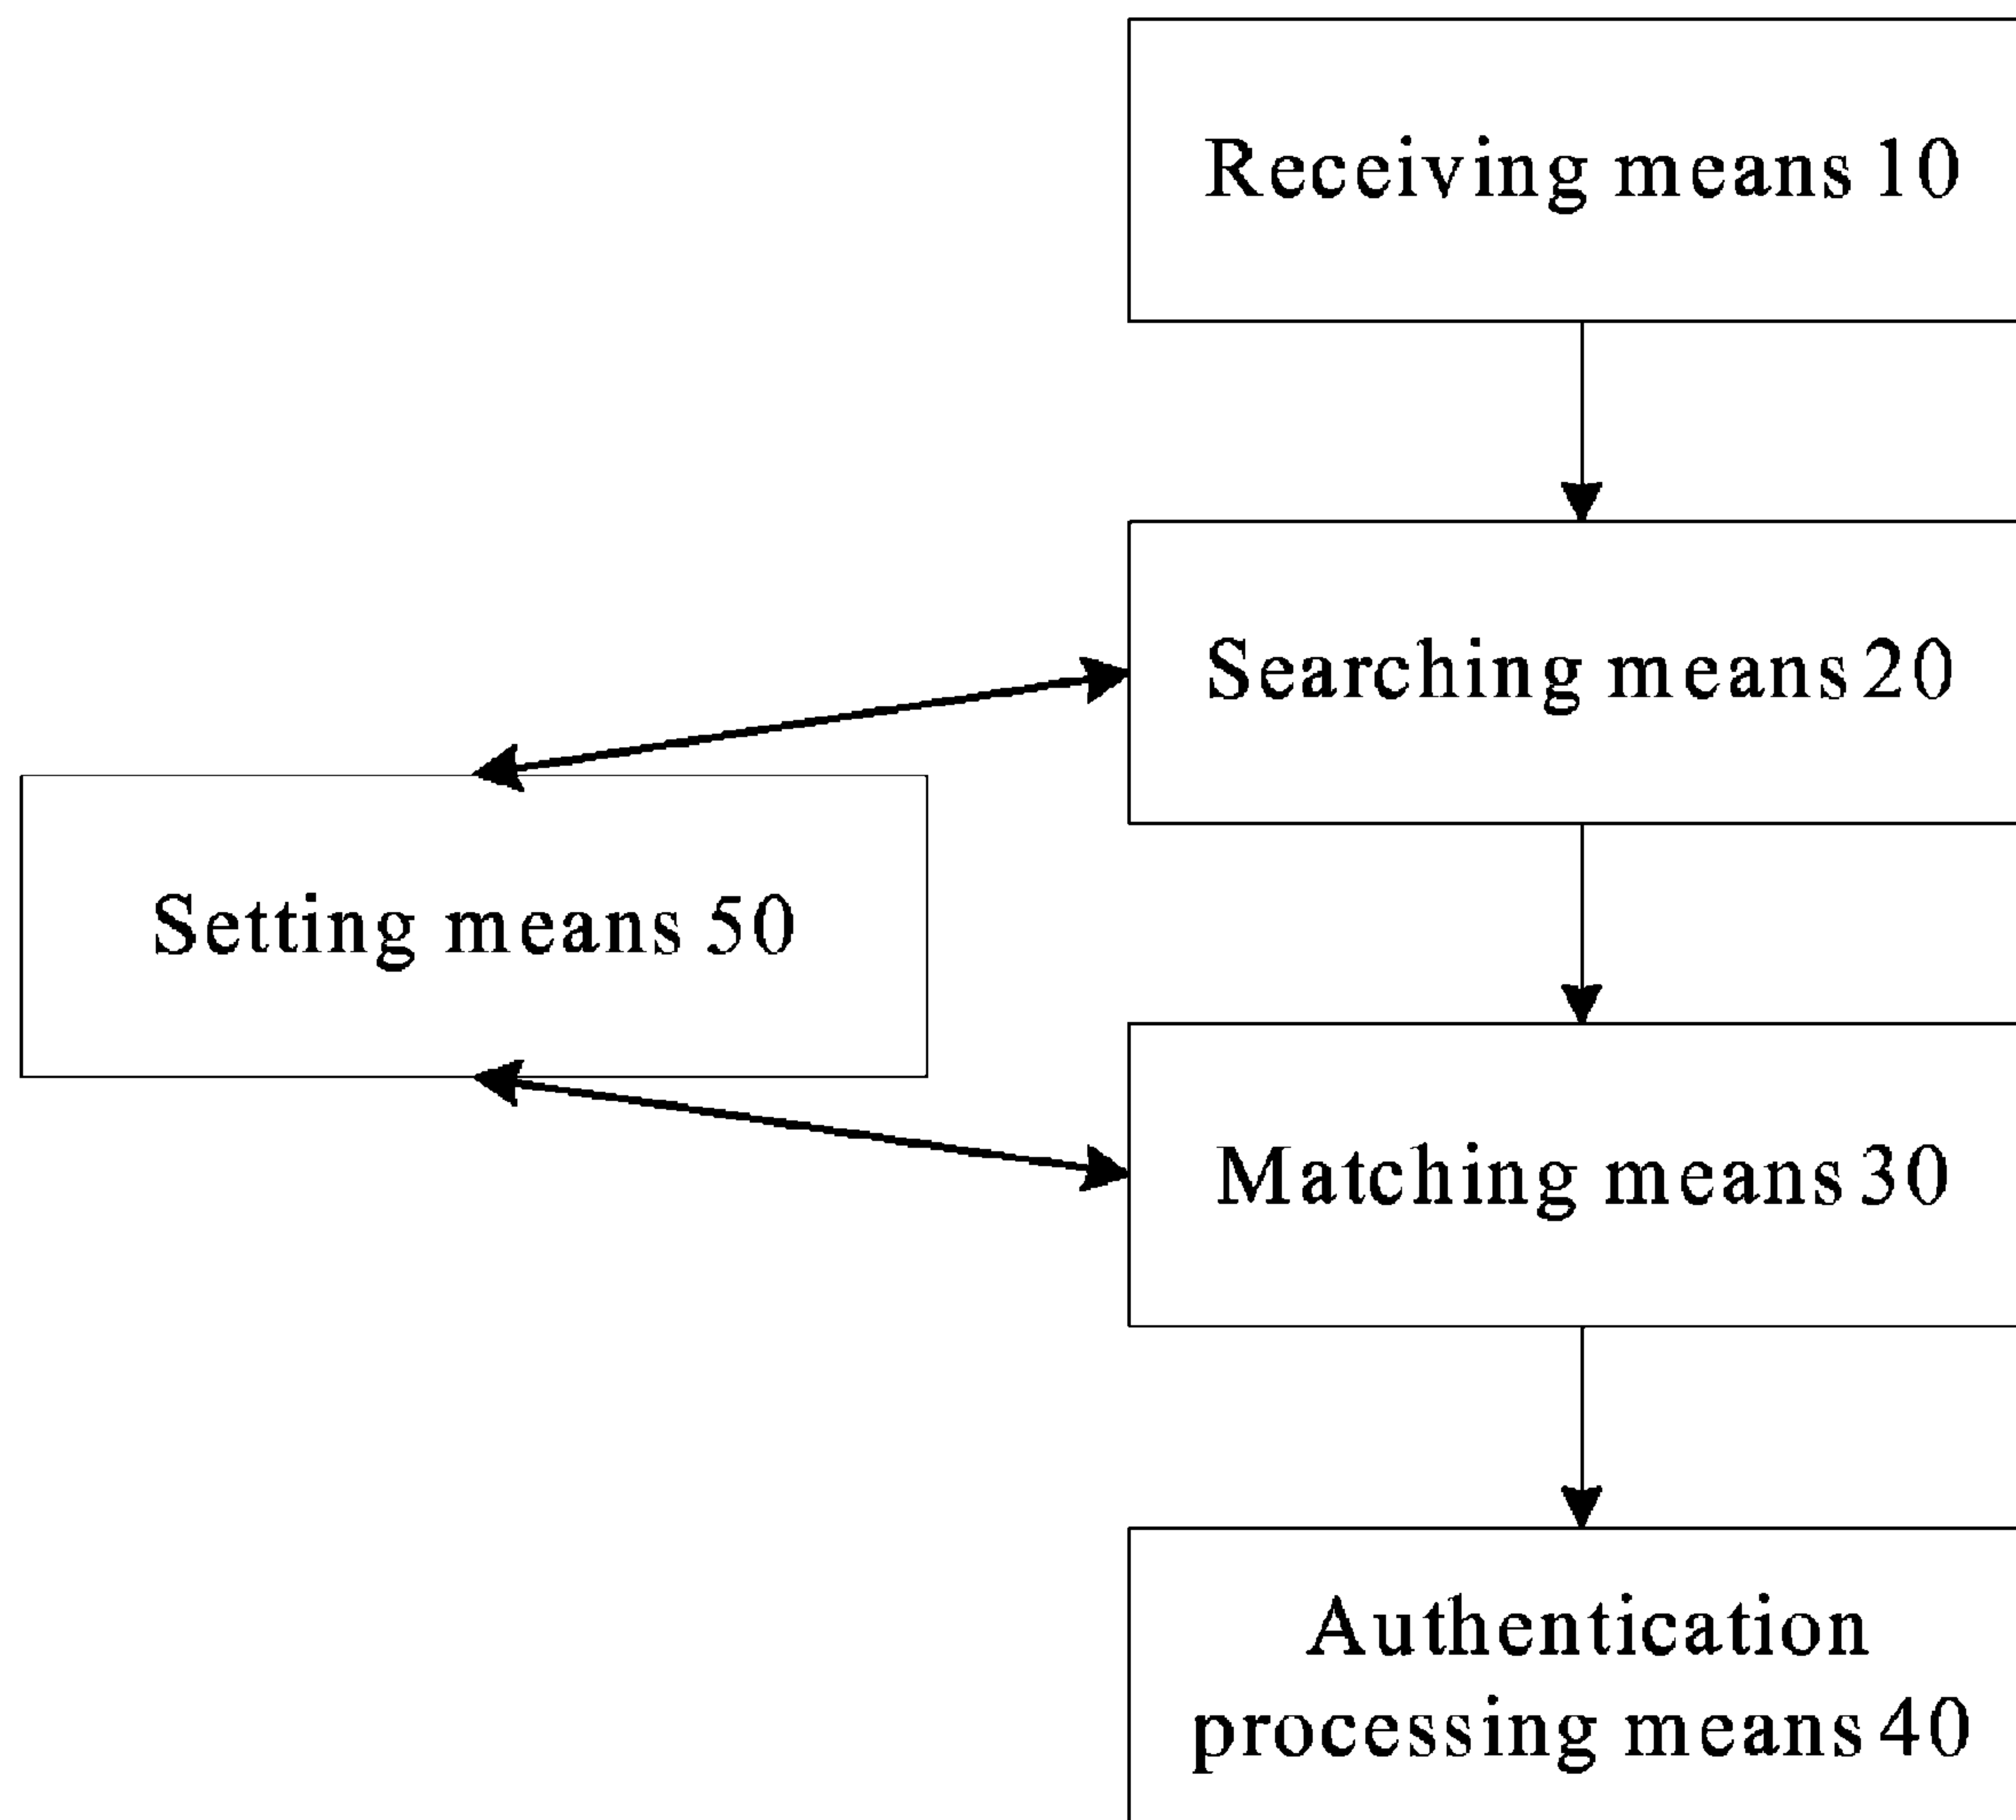 Receiving means 10
Searching means 20
Setting means 50
Matching means 30
Authentication
processing means 40